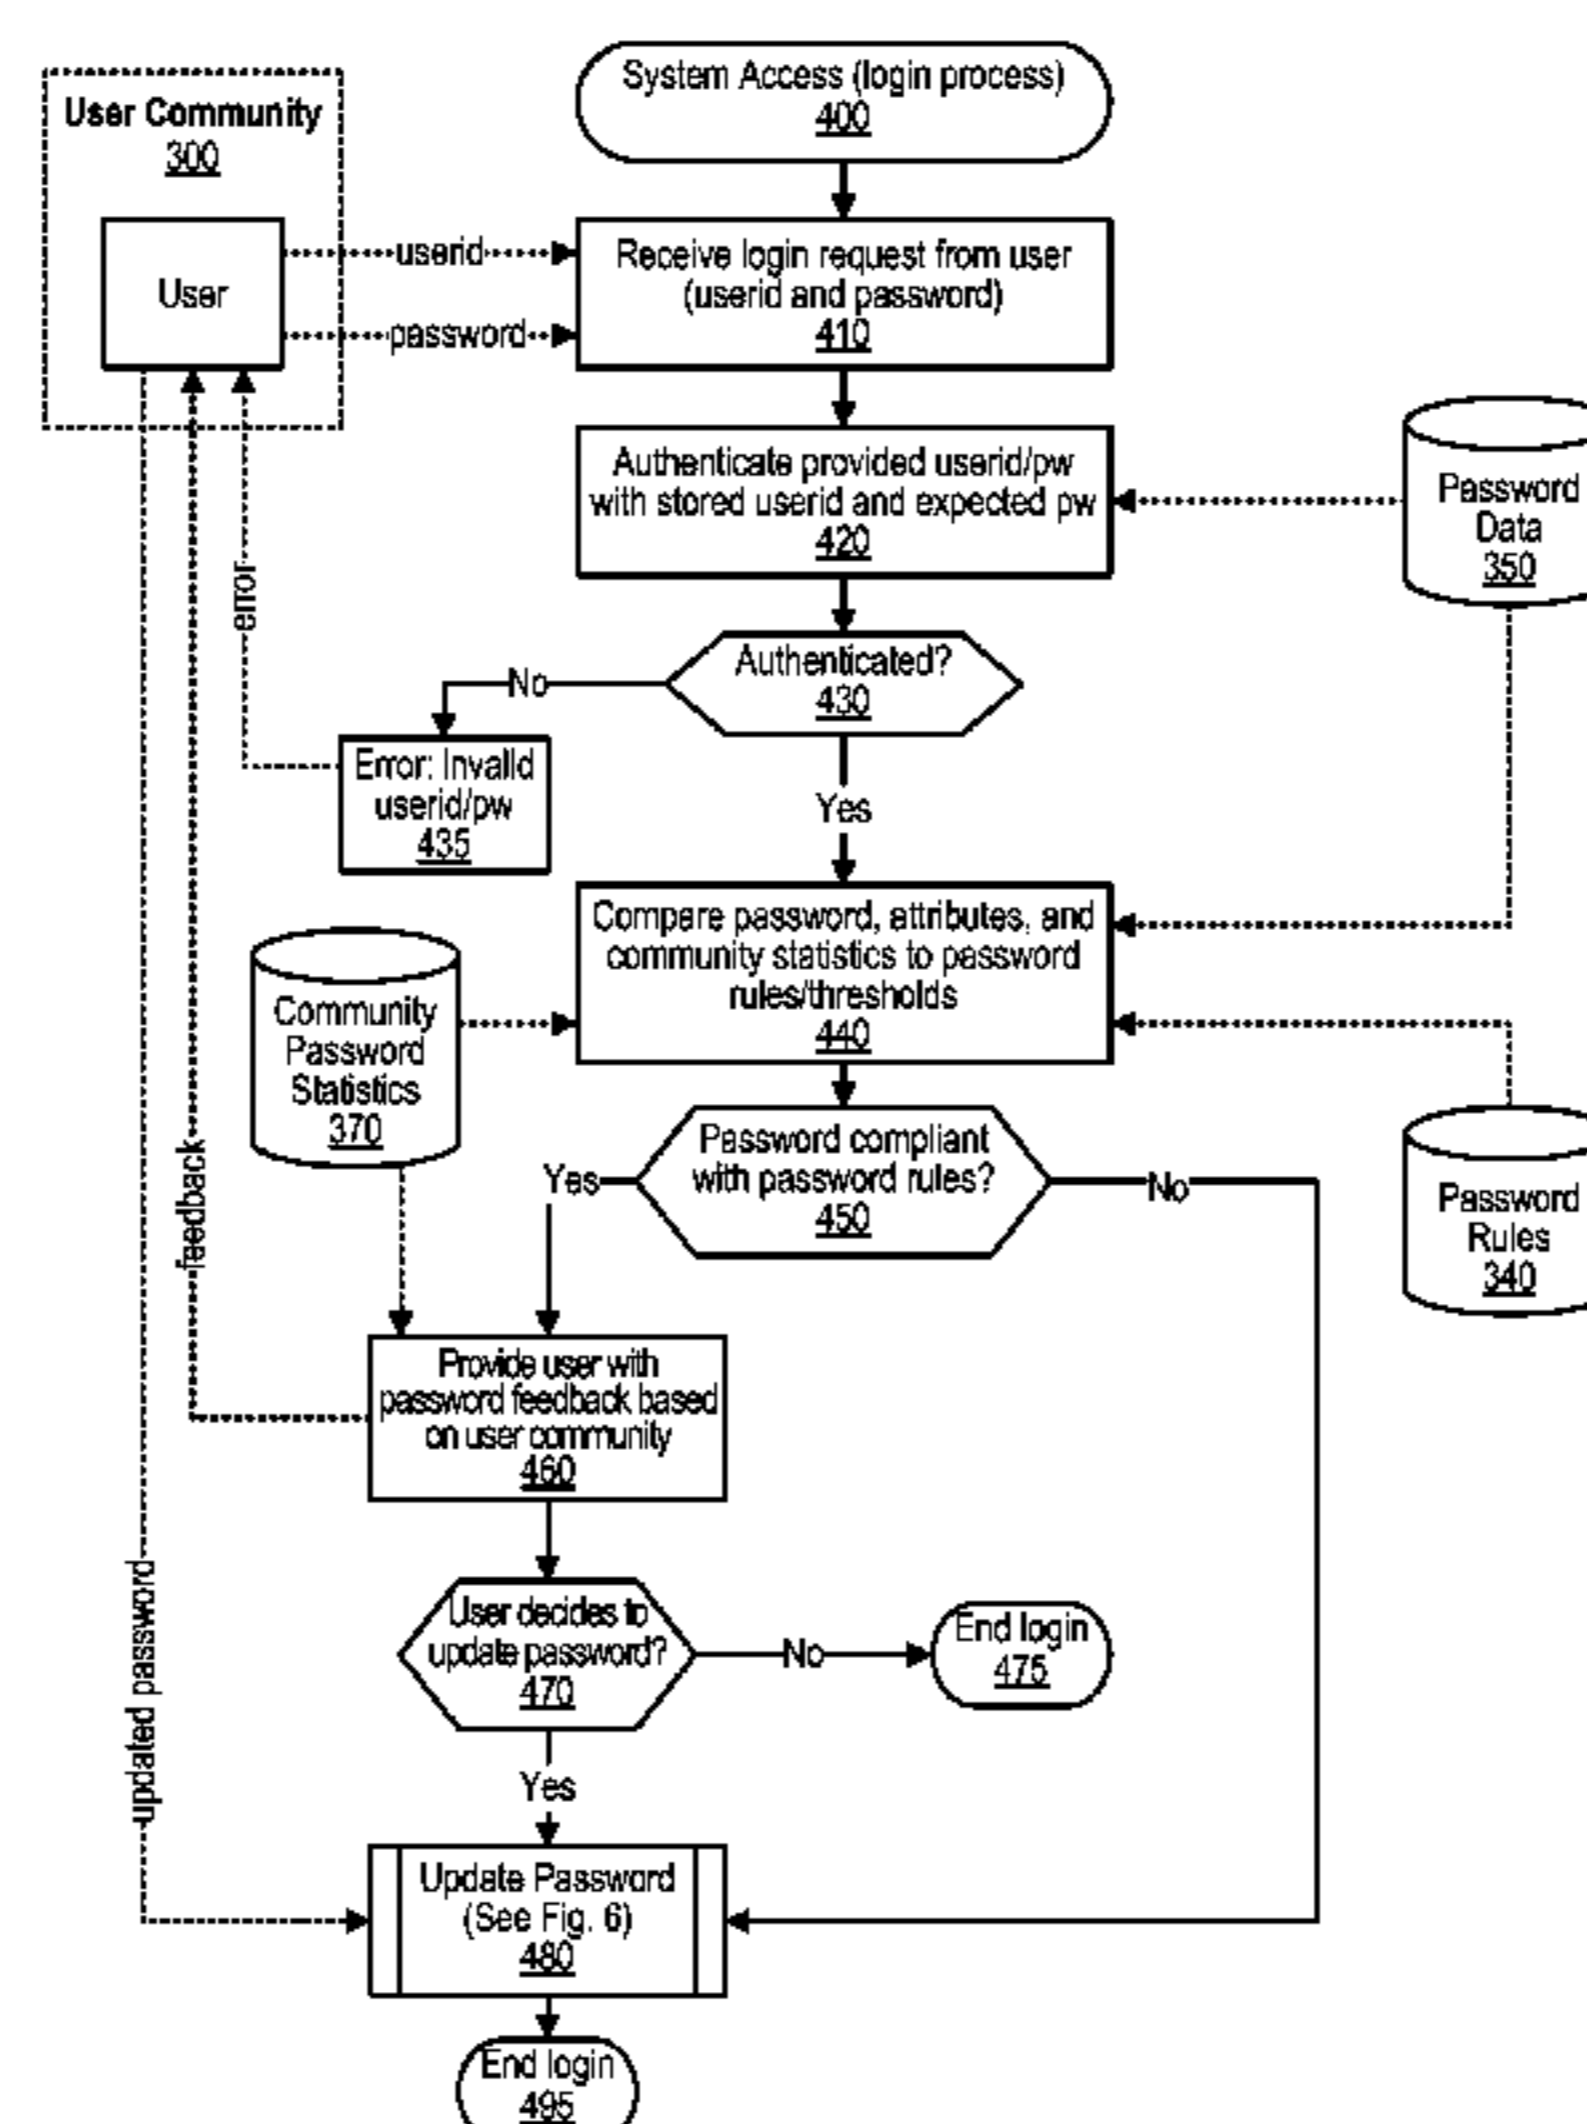 System Access (login process)
400
User Community
300
User
userid
password
Receive login request from user
(userid and password)
410
Authenticate provided userid/pw
with stored userid and expected pw
420
Password
Data
350
error
Authenticated?
430
No
Yes
Error: Invalid
userid/pw
435
Compare password, attributes, and
community statistics to password
rules/thresholds
440
Community
Password
Statistics
370
Password compliant
with password rules?
450
Yes
No
Password
Rules
340
feedback
Provide user with
password feedback based
on user community
460
User decides to
update password?
470
No
End login
475
Yes
updated password
Update Password
(See Fig. 6)
480
End login
495